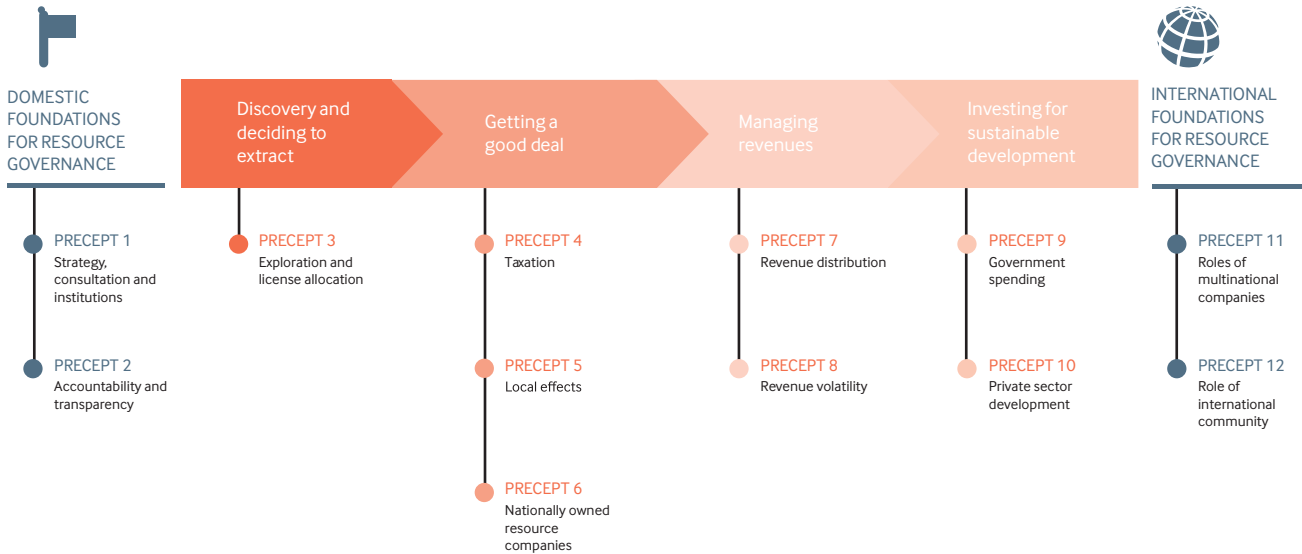 DOMESTIC
FOUNDATIONS
FOR RESOURCE
GOVERNANCE
PRECEPT 1
Strategy,
consultation and
institutions
PRECEPT 2
Accountability and
transparency
Discovery and
deciding to
extract
PRECEPT 3
Exploration and
license allocation
Getting a
good deal
PRECEPT 4
Taxation
PRECEPT 5
Local effects
PRECEPT 6
Nationally owned
resource
companies
Managing
revenues
PRECEPT 7
Revenue distribution
PRECEPT 8
Revenue volatility
Investing for
sustainable
development
PRECEPT 9
Government
spending
PRECEPT 10
Private sector
development
INTERNATIONAL
FOUNDATIONS
FOR RESOURCE
GOVERNANCE
PRECEPT 11
Roles of
multinational
companies
PRECEPT 12
Role of
international
community